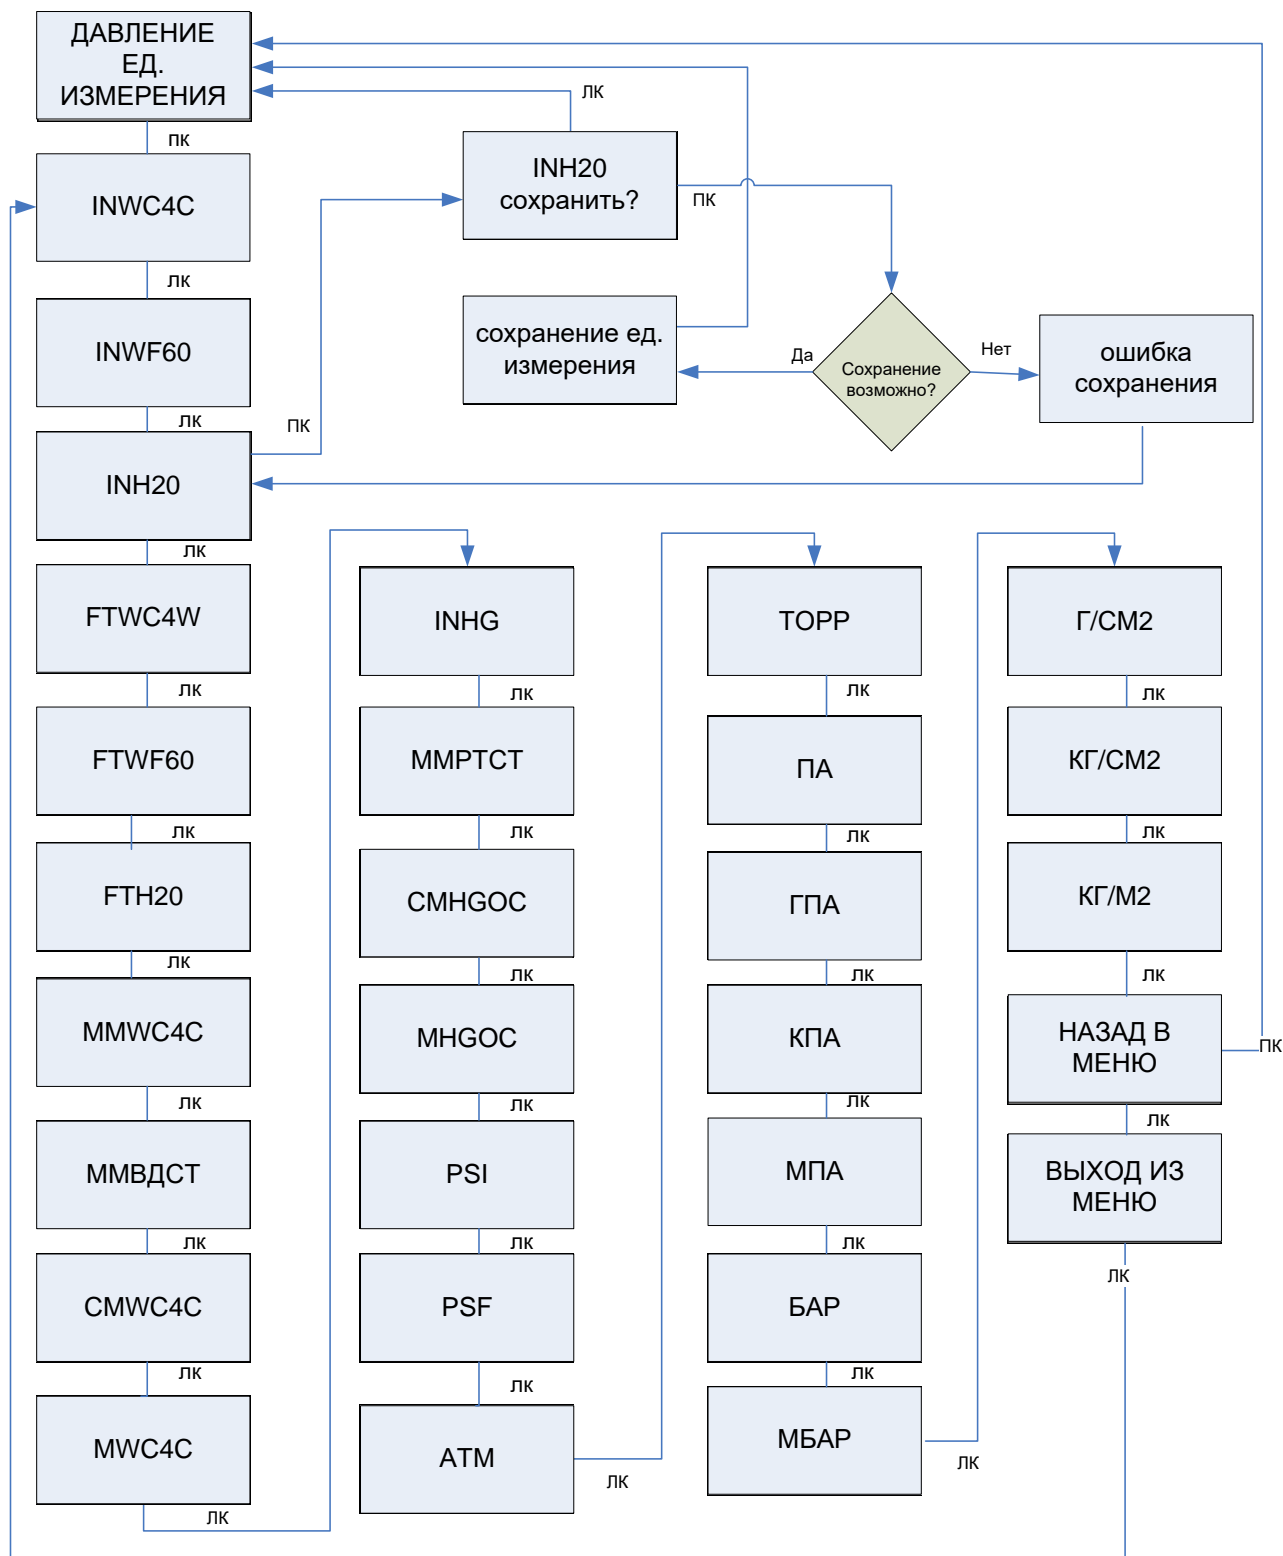 ДАВЛЕНИЕ
ЕД.
ИЗМЕРЕНИЯ
ПК
INWC4C
ЛК
INWF60
ЛК
INH20
ПК
ЛК
FTWC4W
ЛК
FTWF60
ЛК
FTH20
ЛК
MMWC4C
ЛК
ММВДСТ
ЛК
CMWC4C
ЛК
MWC4C
ЛК
ЛК
INH20
сохранить?
ПК
сохранение ед.
измерения
Да
Сохранение
возможно?
Нет
ошибка
сохранения
INHG
ЛК
ММРТСТ
ЛК
CMHGOC
ЛК
MHGOC
ЛК
PSI
ЛК
PSF
ЛК
АТМ
ЛК
ТОРР
ЛК
ПА
ЛК
ГПА
ЛК
КПА
ЛК
МПА
ЛК
БАР
ЛК
МБАР
ЛК
Г/СМ2
ЛК
КГ/СМ2
ЛК
КГ/М2
ЛК
НАЗАД В
МЕНЮ
ПК
ЛК
ВЫХОД ИЗ
МЕНЮ
ЛК